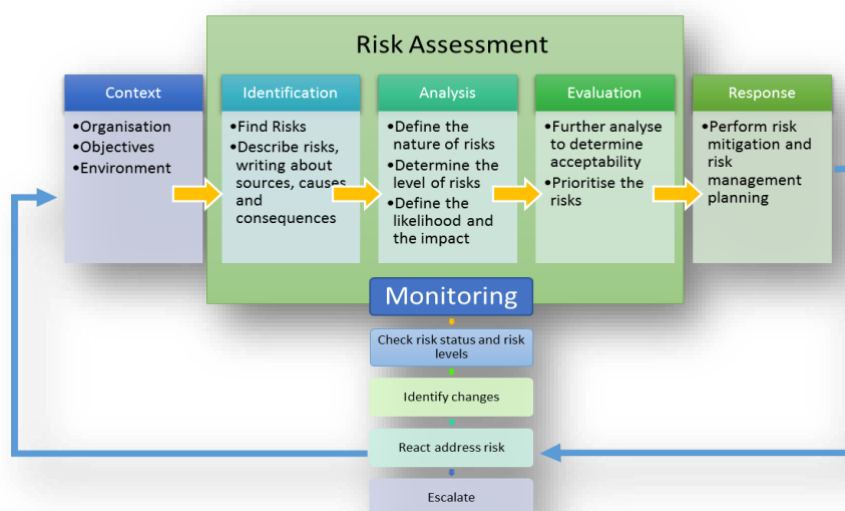 Risk Assessment
Context
•Organisation
•Objectives
•Environment
Identification
•Find Risks
•Describe risks,
writing about
sources, causes
and
consequences
Analysis
•Define the
nature of risks
•Determine the
level of risks
•Define the
likelihood and
the impact
Evaluation
•Further analyse
to determine
acceptability
•Prioritise the
risks
Response
•Perform risk
mitigation and
risk
management
planning
Monitoring
Check risk status and risk
levels
Identify changes
React address risk
Escalate